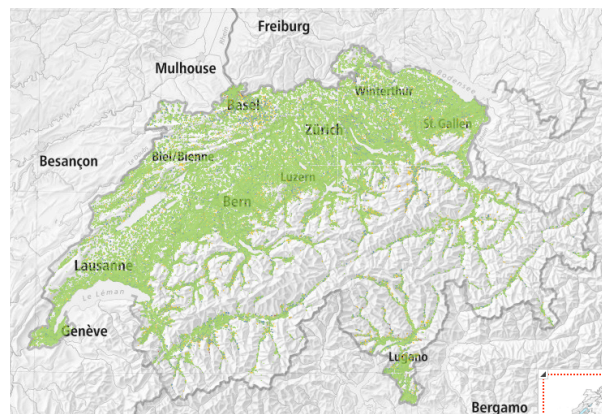 Freiburg
Mulhouse
Basel
Winterthur
Zürich
St. Gallen
Besançon
Biel/Bienne
Luzern
Bern
Lausanne
Le Léman
Genève
Lugano
Bergamo